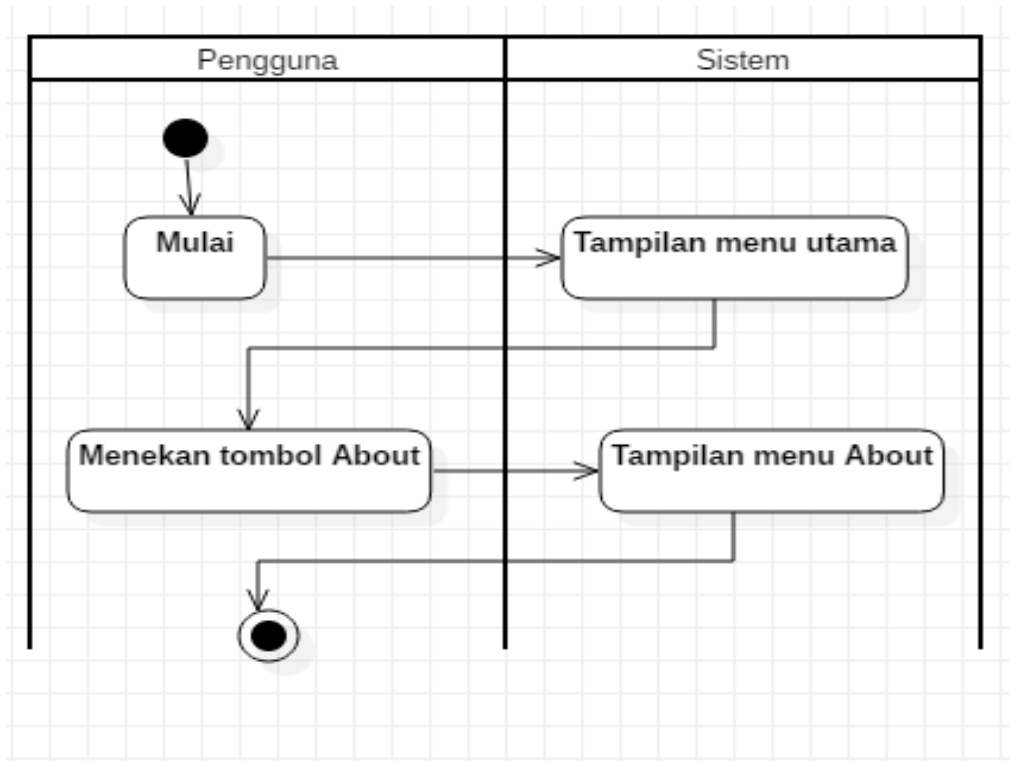 Pengguna
Sistem
Mulai
Tampilan menu utama
Menekan tombol About
Tampilan menu About